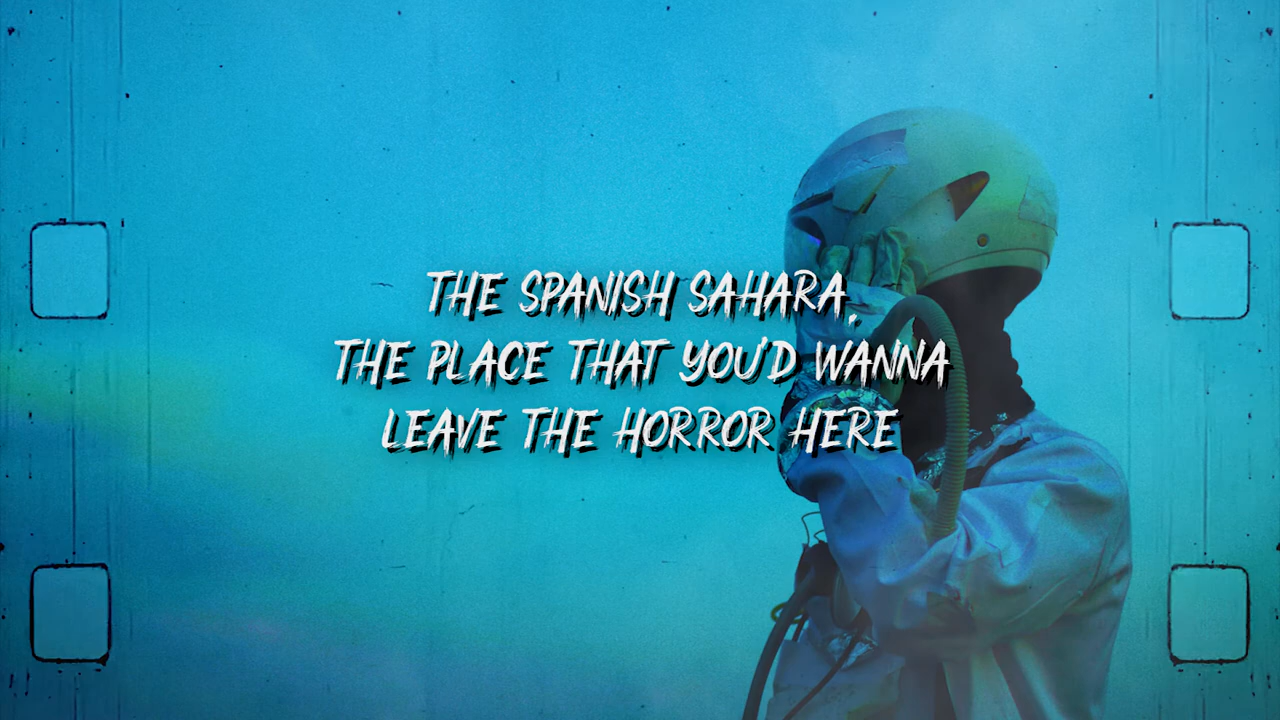 THE SPANISH SAHARA,
THE PLACE THAT YOU'D WANNA
LEAVE THE HORROR HERE